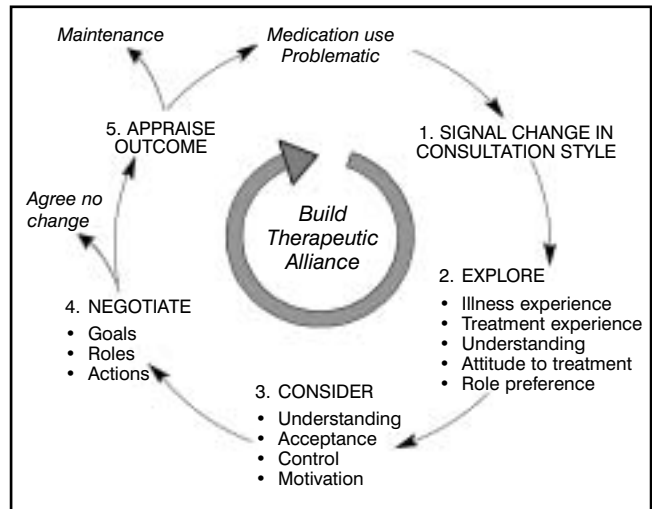 Maintenance
Medication use
Problematic
1. SIGNAL CHANGE IN
CONSULTATION STYLE
2. EXPLORE
• Illness experience
• Treatment experience
• Understanding
• Attitude to treatment
• Role preference
3. CONSIDER
• Understanding
• Acceptance
• Control
• Motivation
4. NEGOTIATE
• Goals
• Roles
• Actions
Agree no
change
5. APPRAISE
OUTCOME
Build
Therapeutic
Alliance